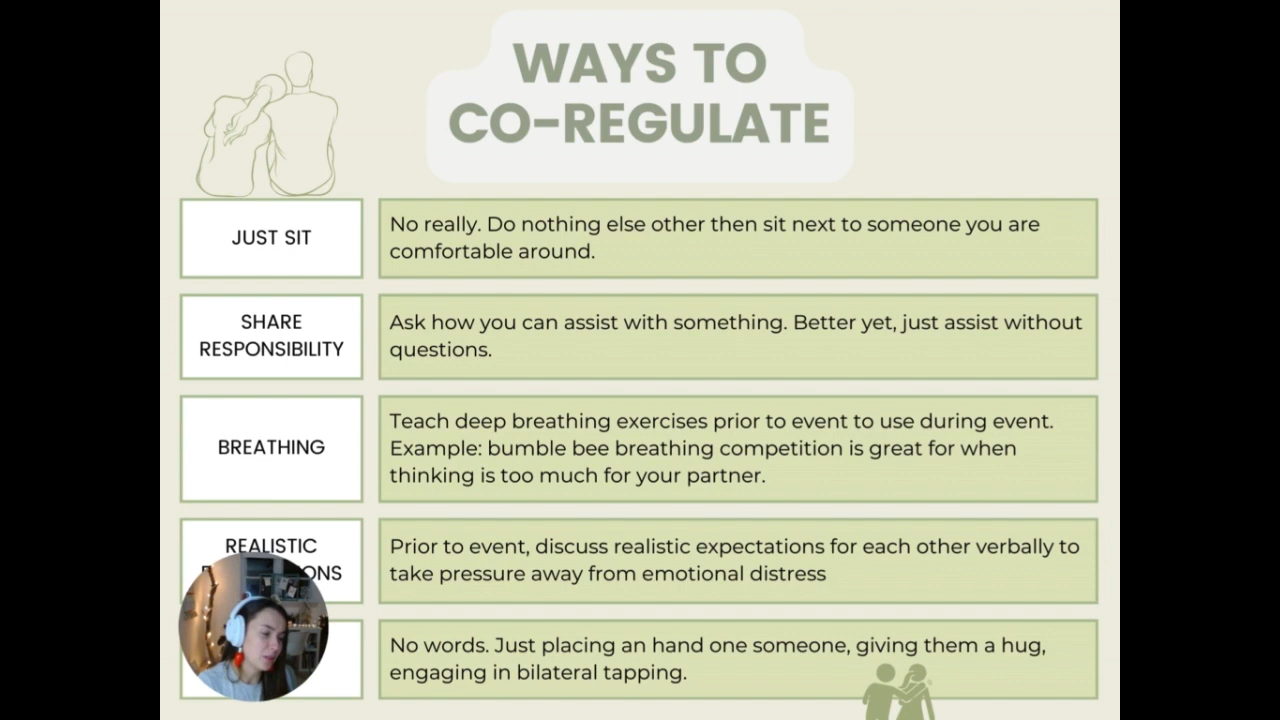 WAYS TO
CO-REGULATE
JUST SIT
No really. Do nothing else other then sit next to someone you are
comfortable around.
SHARE
RESPONSIBILITY
Ask how you can assist with something. Better yet, just assist without
questions.
BREATHING
Teach deep breathing exercises prior to event to use during event.
Example: bumble bee breathing competition is great for when
thinking is too much for your partner.
REALISTIC
Prior to event, discuss realistic expectations for each other verbally to
take pressure away from emotional distress
No words. Just placing an hand one someone, giving them a hug,
engaging in bilateral tapping.